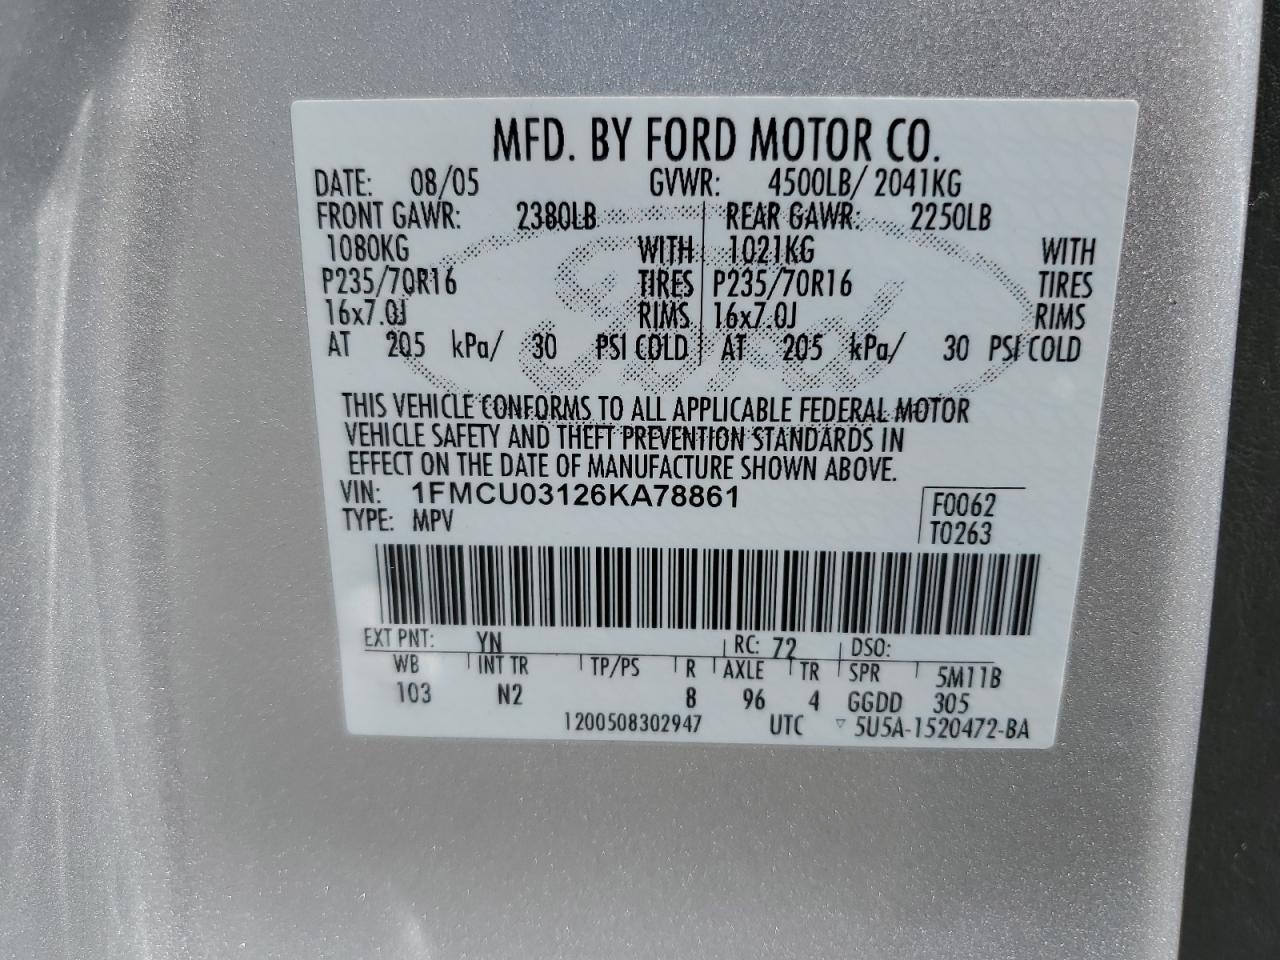 MFD. BY FORD MOTOR CO.
DATE: 08/05 GVWR: 4500LB/ 2041KG
FRONT GAWR: 2380LB REAR GAWR: 2250LB
1080KG WITH 1021KG WITH
P235/70R16 TIRES P235/70R16 TIRES
16x7.0J RIMS 16x7.0J RIMS
AT 205 kPa/ 30 PSI COLD AT 205 kPa/ 30 PSI COLD
Ford
THIS VEHICLE CONFORMS TO ALL APPLICABLE FEDERAL MOTOR
VEHICLE SAFETY AND THEFT PREVENTION STANDARDS IN
EFFECT ON THE DATE OF MANUFACTURE SHOWN ABOVE.
VIN: 1FMCU03126KA78861 F0062
TYPE: MPV T0263
EXT PNT: YN RC: 72 DSO:
WB INT TR TP/PS R AXLE TR SPR 5M11B
103 N2 8 96 4 GGDD 305
1200508302947 UTC ▽ 5U5A-1520472-BA